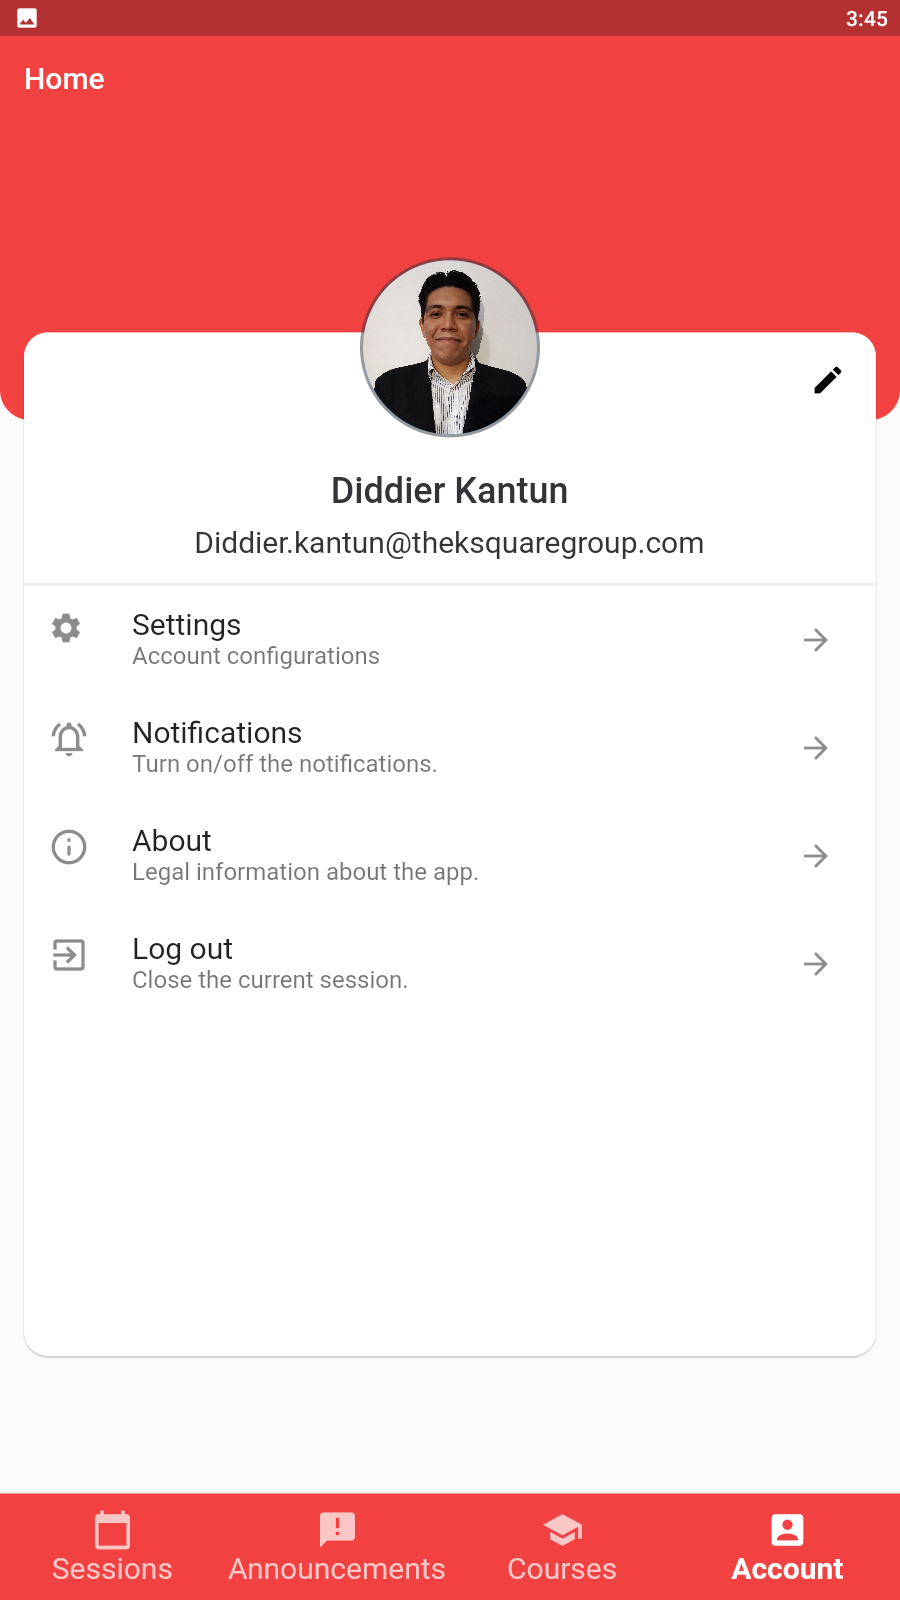 3:45
Home
Diddier Kantun
Diddier.kantun@theksquaregroup.com
Settings
Account configurations
Notifications
Turn on/off the notifications.
About
Legal information about the app.
Log out
Close the current session.
Sessions Announcements Courses Account